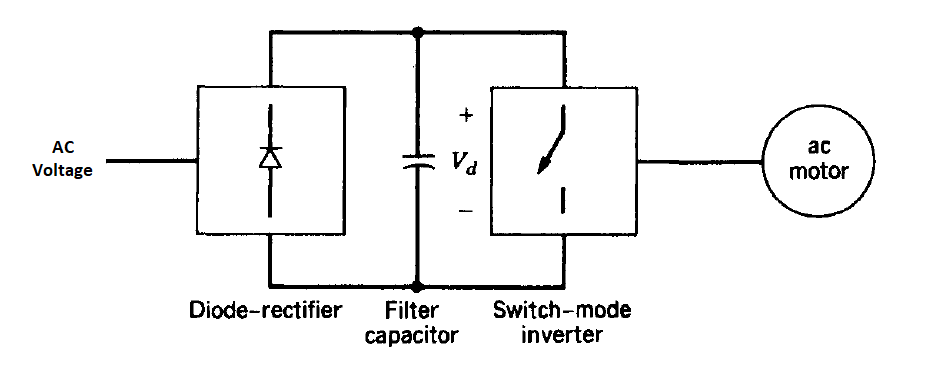 AC
Voltage
+
V_d
−
ac
motor
Diode-rectifier
Filter
capacitor
Switch-mode
inverter